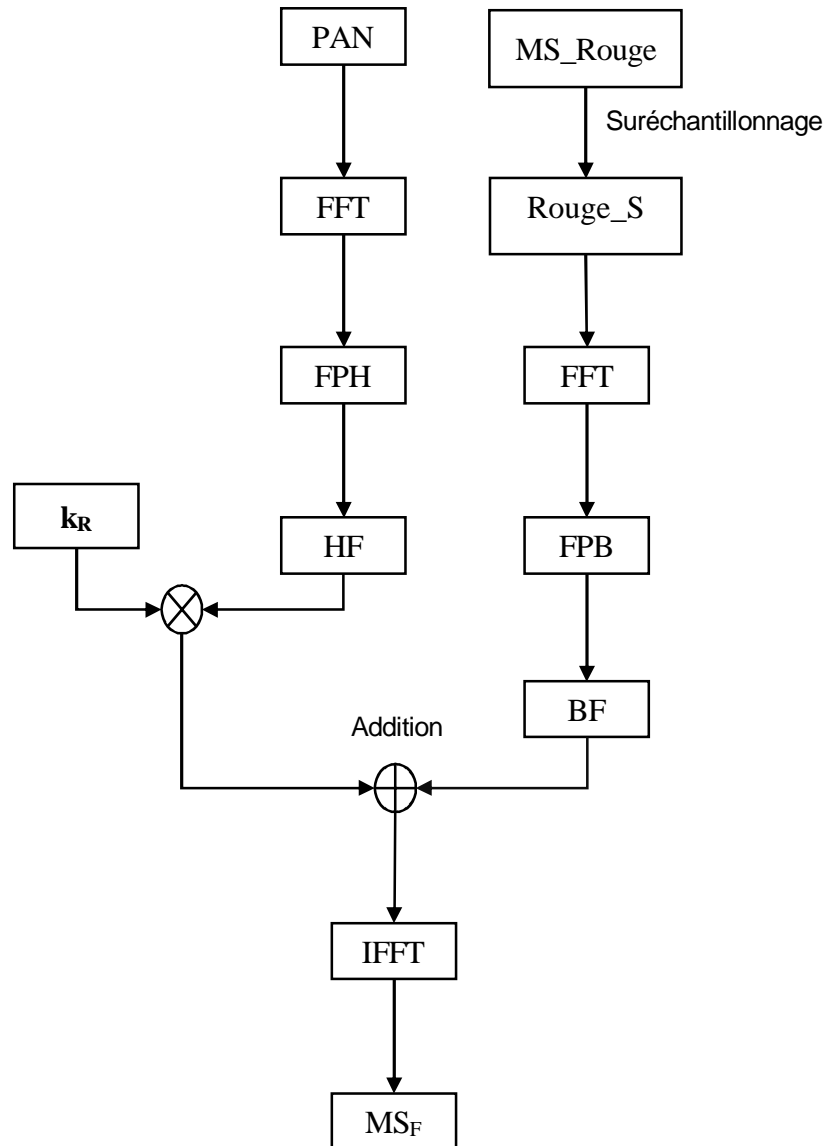 PAN
MS_Rouge
Suréchantillonnage
FFT
Rouge_S
FPH
FFT
kR
HF
FPB
BF
Addition
IFFT
MSF